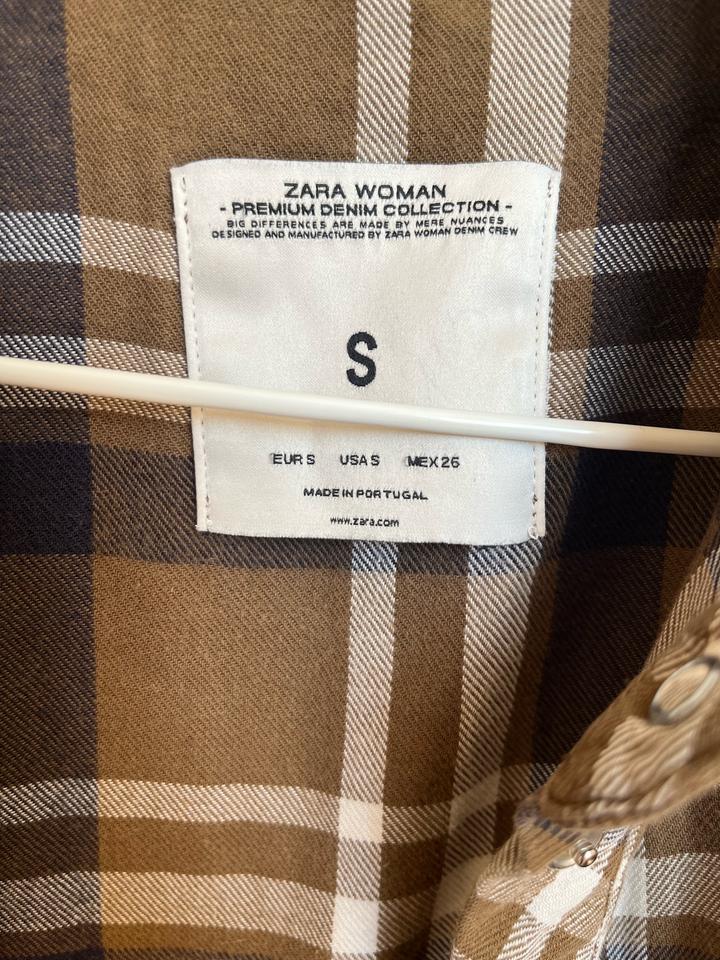 ZARA WOMAN
- PREMIUM DENIM COLLECTION -
BIG DIFFERENCES ARE MADE BY MERE NUANCES
DESIGNED AND MANUFACTURED BY ZARA WOMAN DENIM CREW
S
EUR S USA S MEX 26
MADE IN PORTUGAL
www.zara.com